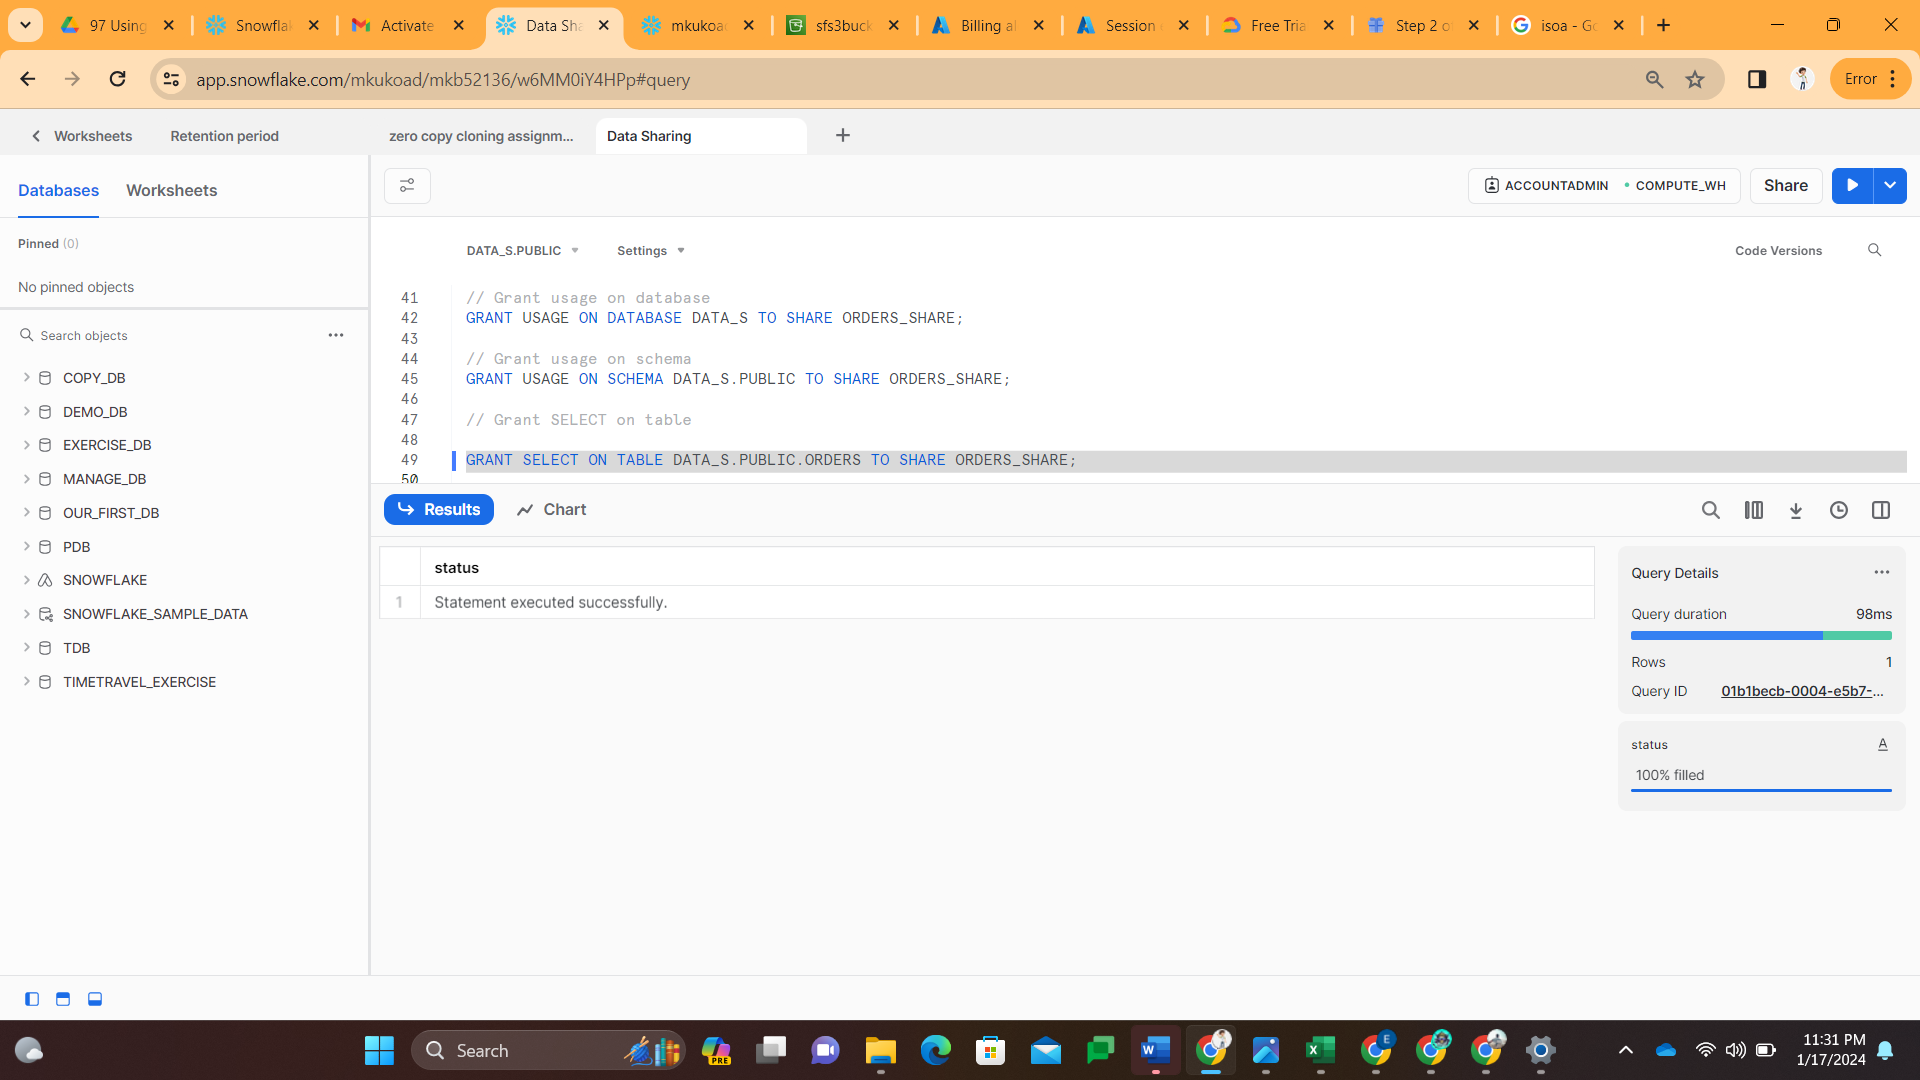 97 Using
Snowflak
Activate
Data Sha
mkukoad
sfs3buck
Billing al
Session
Free Tria
Step 2 o
isoa - Go
app.snowflake.com/mkukoad/mkb52136/w6MM0iY4HPp#query
Error
Worksheets
Retention period
zero copy cloning assignm...
Data Sharing
Databases
Worksheets
ACCOUNTADMIN
COMPUTE_WH
Share
Pinned (0)
No pinned objects
DATA_S.PUBLIC
Settings
Code Versions
Search objects
COPY_DB
DEMO_DB
EXERCISE_DB
MANAGE_DB
OUR_FIRST_DB
PDB
SNOWFLAKE
SNOWFLAKE_SAMPLE_DATA
TDB
TIMETRAVEL_EXERCISE
41 // Grant usage on database
42 GRANT USAGE ON DATABASE DATA_S TO SHARE ORDERS_SHARE;
43
44 // Grant usage on schema
45 GRANT USAGE ON SCHEMA DATA_S.PUBLIC TO SHARE ORDERS_SHARE;
46
47 // Grant SELECT on table
48
49 GRANT SELECT ON TABLE DATA_S.PUBLIC.ORDERS TO SHARE ORDERS_SHARE;
50
Results
Chart
status
1 Statement executed successfully.
Query Details
Query duration 98ms
Rows 1
Query ID 01b1becb-0004-e5b7-...
status A
100% filled
Search
PRE
W
X
E
11:31 PM
1/17/2024